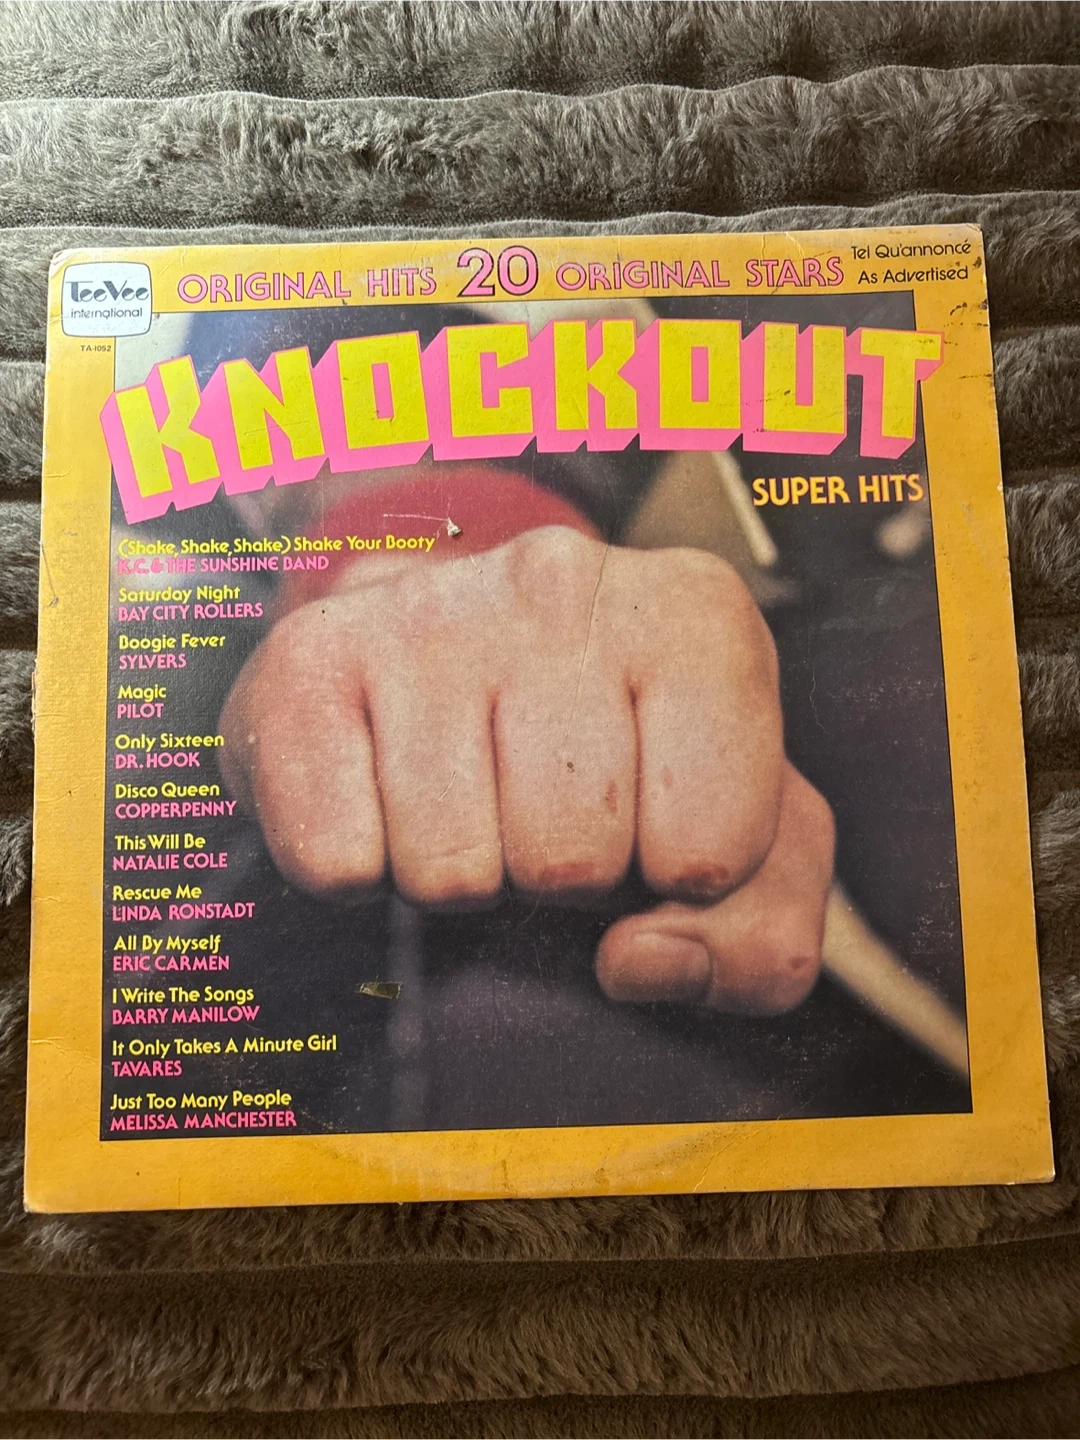 TeeVee
international
TA-1052
ORIGINAL HITS 20 ORIGINAL STARS
Tel Qu'annoncé
As Advertised
KNOCKOUT
SUPER HITS
(Shake, Shake, Shake) Shake Your Booty
K.C. & THE SUNSHINE BAND
Saturday Night
BAY CITY ROLLERS
Boogie Fever
SYLVERS
Magic
PILOT
Only Sixteen
DR. HOOK
Disco Queen
COPPERPENNY
This Will Be
NATALIE COLE
Rescue Me
LINDA RONSTADT
All By Myself
ERIC CARMEN
I Write The Songs
BARRY MANILOW
It Only Takes A Minute Girl
TAVARES
Just Too Many People
MELISSA MANCHESTER